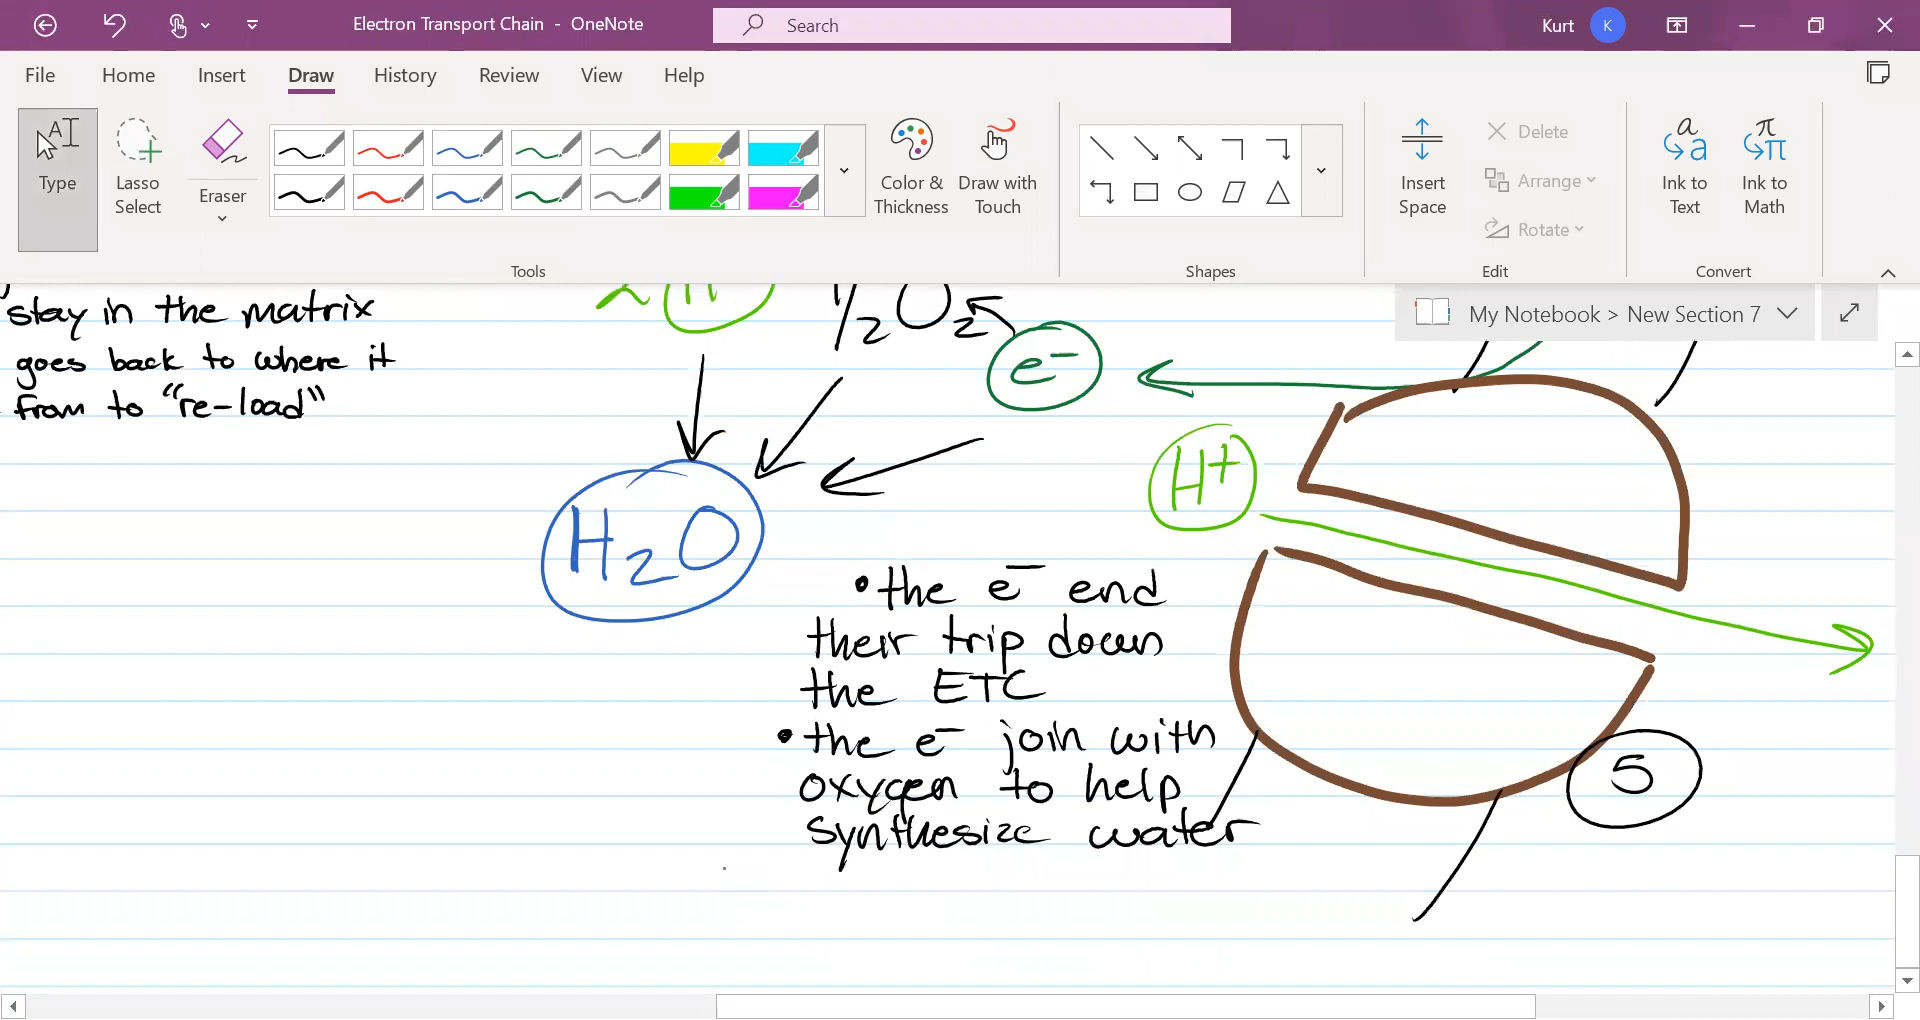 Electron Transport Chain - OneNote
Search
Kurt
K
File
Home
Insert
Draw
History
Review
View
Help
Type
Lasso
Select
Eraser
Color &
Thickness
Draw with
Touch
Insert
Space
Delete
Arrange
Rotate
a
a
Ink to
Text
π
π
Ink to
Math
Tools
Shapes
Edit
Convert
My Notebook > New Section 7
stay in the matrix
goes back to where it
from to "re-load"
1/2O2
e-
H+
H2O
• the e- end
their trip down
the ETC
• the e- join with
oxygen to help
synthesize water
5